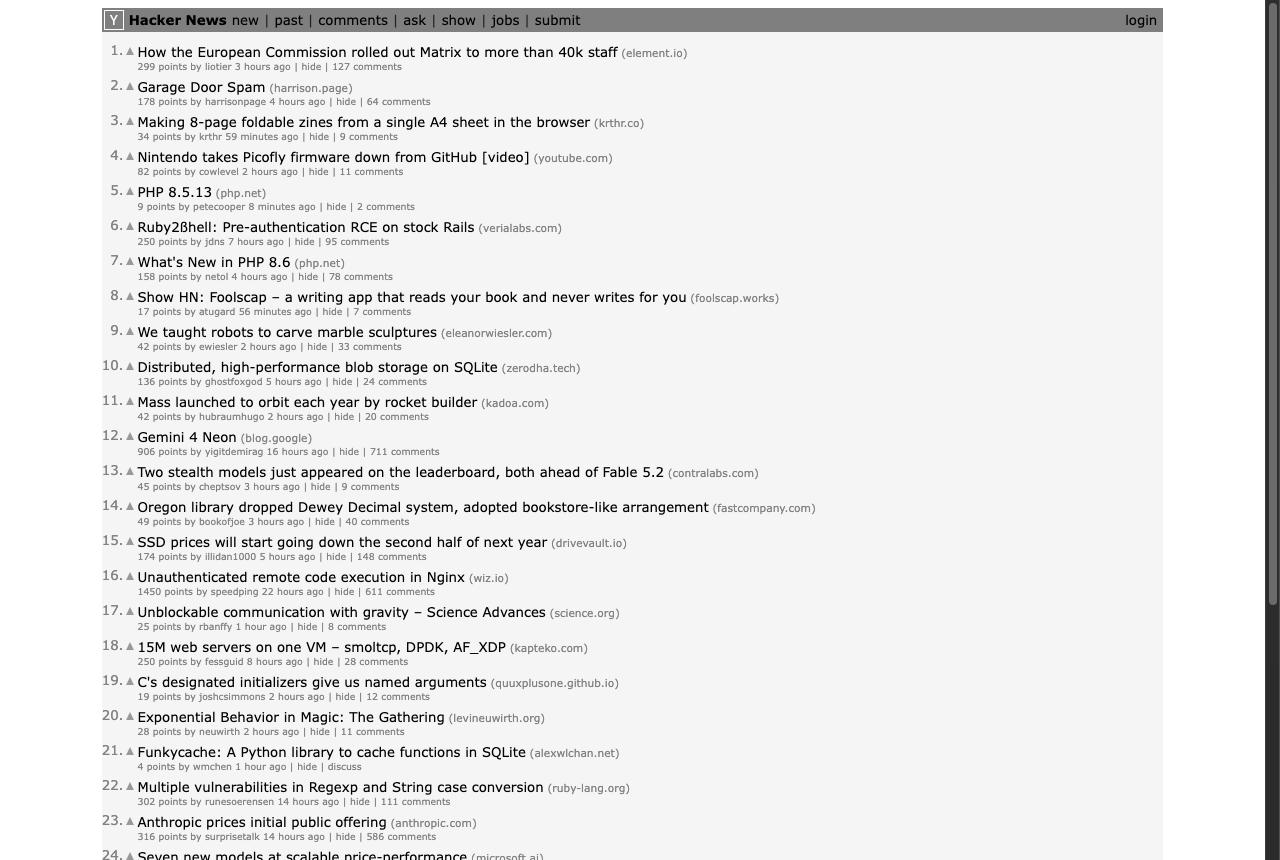 Y Hacker News new | past | comments | ask | show | jobs | submit login
1. ▲ How the European Commission rolled out Matrix to more than 40k staff (element.io)
299 points by liotier 3 hours ago | hide | 127 comments
2. ▲ Garage Door Spam (harrison.page)
178 points by harrisonpage 4 hours ago | hide | 64 comments
3. ▲ Making 8-page foldable zines from a single A4 sheet in the browser (krthr.co)
34 points by krthr 59 minutes ago | hide | 9 comments
4. ▲ Nintendo takes Picofly firmware down from GitHub [video] (youtube.com)
82 points by cowlevel 2 hours ago | hide | 11 comments
5. ▲ PHP 8.5.13 (php.net)
9 points by petecooper 8 minutes ago | hide | 2 comments
6. ▲ Ruby2ßhell: Pre-authentication RCE on stock Rails (verialabs.com)
250 points by jdns 7 hours ago | hide | 95 comments
7. ▲ What's New in PHP 8.6 (php.net)
158 points by netol 4 hours ago | hide | 78 comments
8. ▲ Show HN: Foolscap – a writing app that reads your book and never writes for you (foolscap.works)
17 points by atugard 56 minutes ago | hide | 7 comments
9. ▲ We taught robots to carve marble sculptures (eleanorwiesler.com)
42 points by ewiesler 2 hours ago | hide | 33 comments
10. ▲ Distributed, high-performance blob storage on SQLite (zerodha.tech)
136 points by ghostfoxgod 5 hours ago | hide | 24 comments
11. ▲ Mass launched to orbit each year by rocket builder (kadoa.com)
42 points by hubraumhugo 2 hours ago | hide | 20 comments
12. ▲ Gemini 4 Neon (blog.google)
906 points by yigitdemirag 16 hours ago | hide | 711 comments
13. ▲ Two stealth models just appeared on the leaderboard, both ahead of Fable 5.2 (contralabs.com)
45 points by cheptsov 3 hours ago | hide | 9 comments
14. ▲ Oregon library dropped Dewey Decimal system, adopted bookstore-like arrangement (fastcompany.com)
49 points by bookofjoe 3 hours ago | hide | 40 comments
15. ▲ SSD prices will start going down the second half of next year (drivevault.io)
174 points by illidan1000 5 hours ago | hide | 148 comments
16. ▲ Unauthenticated remote code execution in Nginx (wiz.io)
1450 points by speedping 22 hours ago | hide | 611 comments
17. ▲ Unblockable communication with gravity – Science Advances (science.org)
25 points by rbanffy 1 hour ago | hide | 8 comments
18. ▲ 15M web servers on one VM – smoltcp, DPDK, AF_XDP (kapteko.com)
250 points by fessguid 8 hours ago | hide | 28 comments
19. ▲ C's designated initializers give us named arguments (quuxplusone.github.io)
19 points by joshcsimmons 2 hours ago | hide | 12 comments
20. ▲ Exponential Behavior in Magic: The Gathering (levineuwirth.org)
28 points by neuwirth 2 hours ago | hide | 11 comments
21. ▲ Funkycache: A Python library to cache functions in SQLite (alexwlchan.net)
4 points by wmchen 1 hour ago | hide | discuss
22. ▲ Multiple vulnerabilities in Regexp and String case conversion (ruby-lang.org)
302 points by runesoerensen 14 hours ago | hide | 111 comments
23. ▲ Anthropic prices initial public offering (anthropic.com)
316 points by surprisetalk 14 hours ago | hide | 586 comments
24. ▲ Seven new models at scalable price-performance (microsoft.ai)